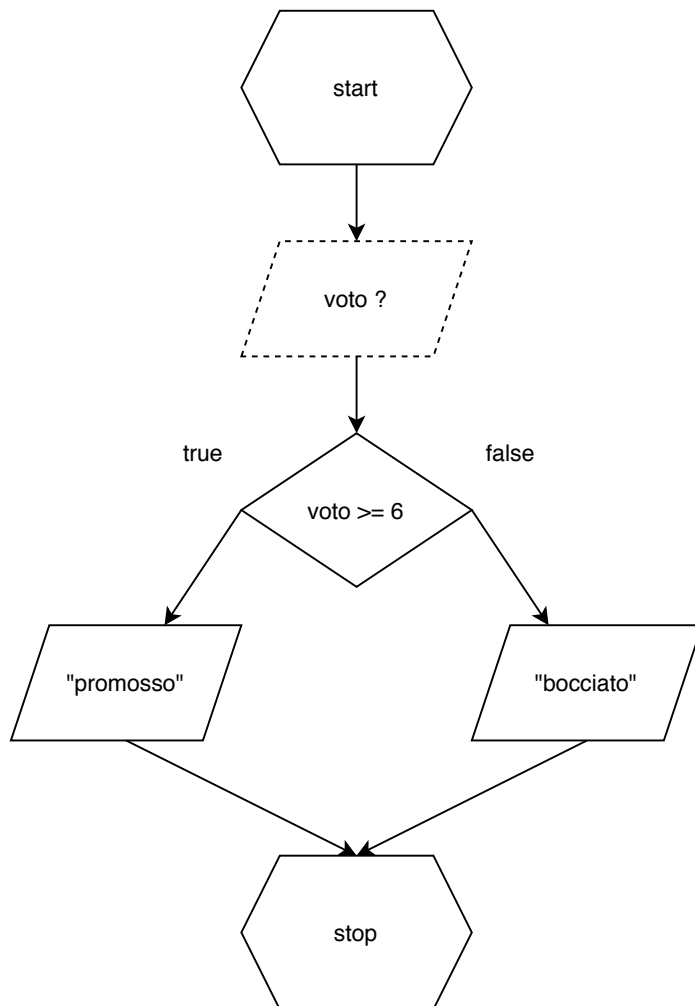 start
voto ?
true
false
voto >= 6
"promosso"
"bocciato"
stop